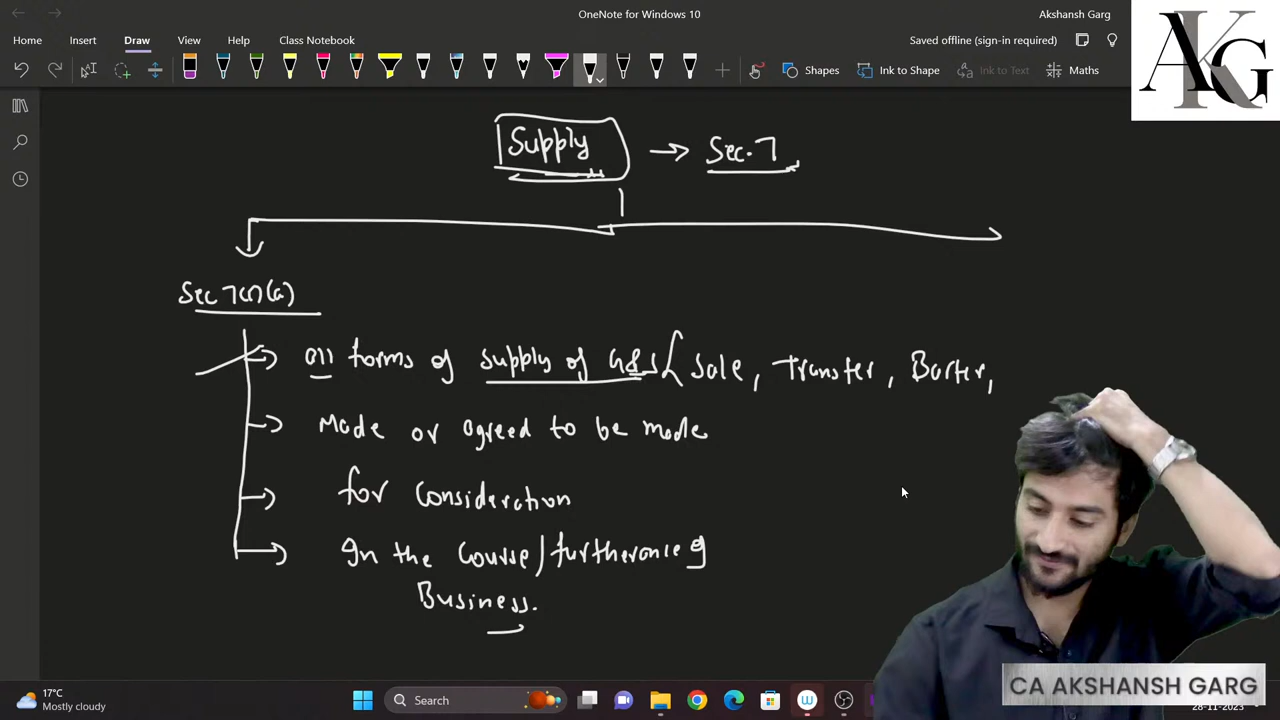 OneNote for Windows 10
Akshansh Garg
Home Insert Draw View Help Class Notebook
Saved offline (sign-in required)
Shapes Ink to Shape Ink to Text Maths
AKG
Supply → Sec. 7
Sec 7(1)(a)
→ all forms of supply of G&S { Sale, Transfer, Barter,
→ Made or agreed to be made
→ for Consideration
→ In the Course/furtherance of
Business.
CA AKSHANSH GARG
17°C
Mostly cloudy
Search
28-11-2023